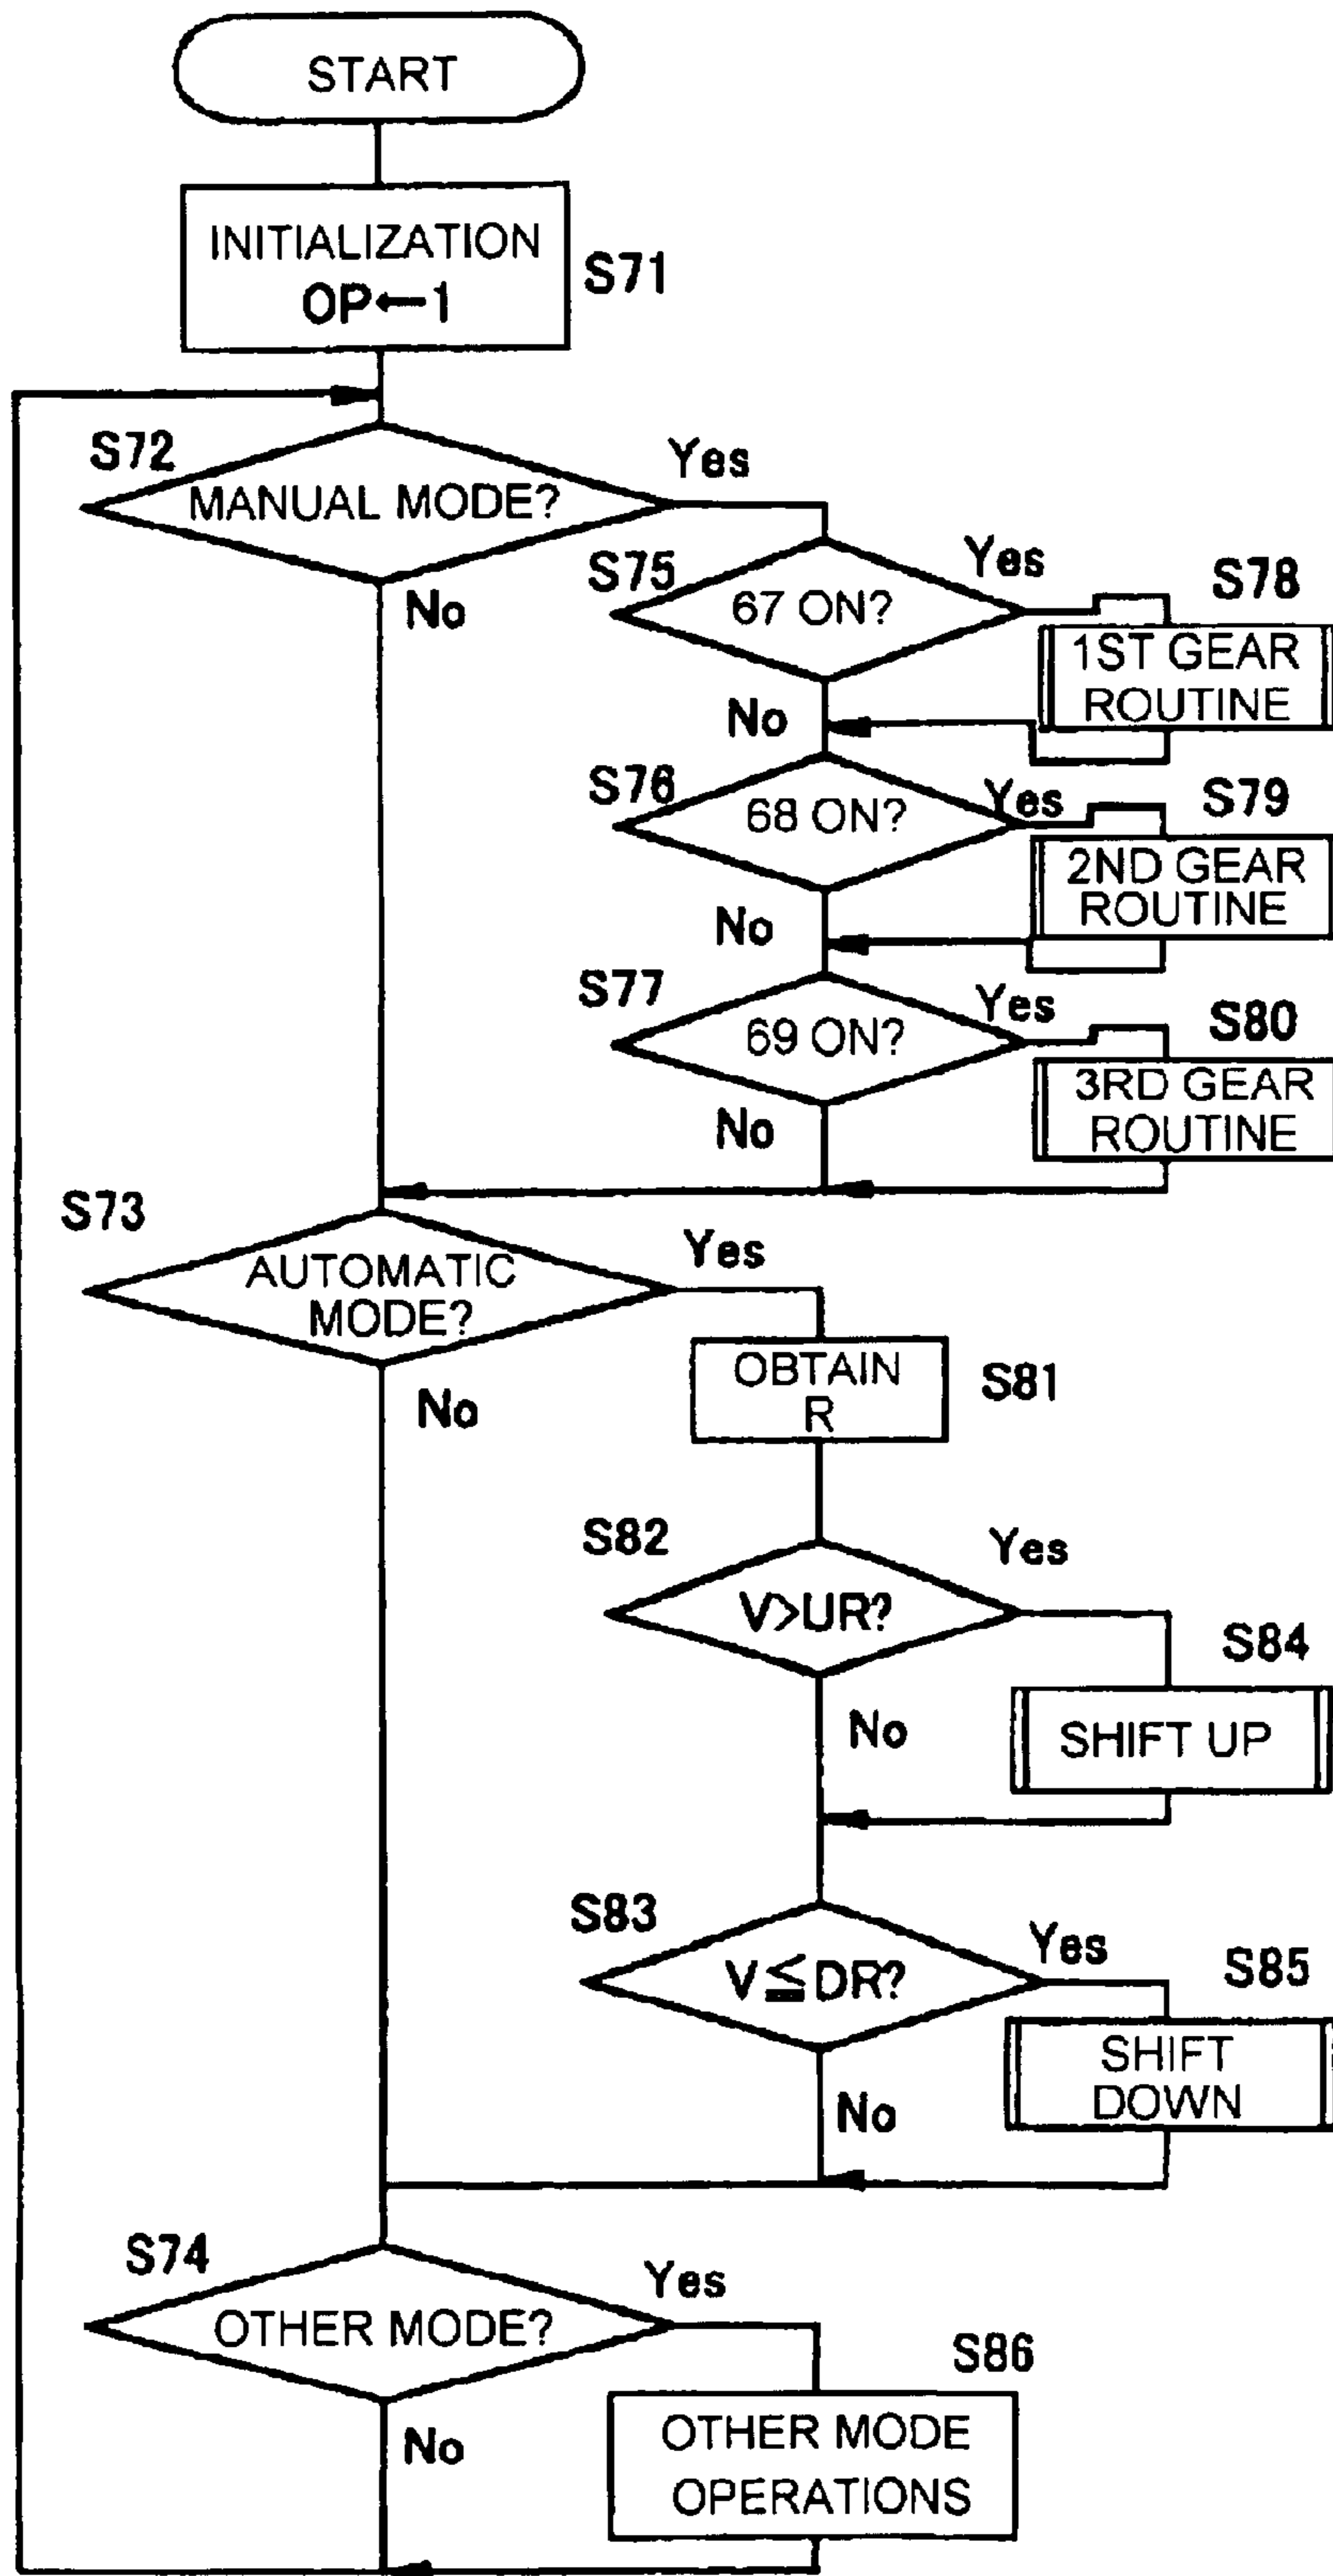 START
INITIALIZATION
OP←1
S71
S72
MANUAL MODE?
Yes
No
S75
67 ON?
Yes
S78
1ST GEAR
ROUTINE
No
S76
68 ON?
Yes
S79
2ND GEAR
ROUTINE
No
S77
69 ON?
Yes
S80
3RD GEAR
ROUTINE
No
S73
AUTOMATIC
MODE?
Yes
No
OBTAIN
R
S81
S82
V>UR?
Yes
S84
SHIFT UP
No
S83
V≦DR?
Yes
S85
SHIFT
DOWN
No
S74
OTHER MODE?
Yes
No
S86
OTHER MODE
OPERATIONS